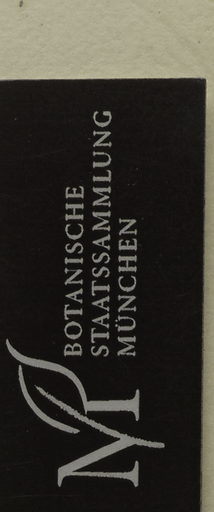 BOTANISCHE
STAATSSAMMLUNG
MÜNCHEN
M